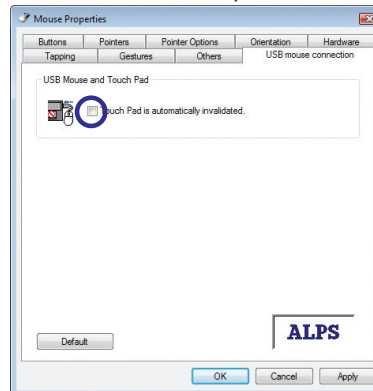 Mouse Properties
Buttons Pointers Pointer Options Orientation Hardware
Tapping Gestures Others USB mouse connection
USB Mouse and Touch Pad
Touch Pad is automatically invalidated.
ALPS
Default
OK Cancel Apply